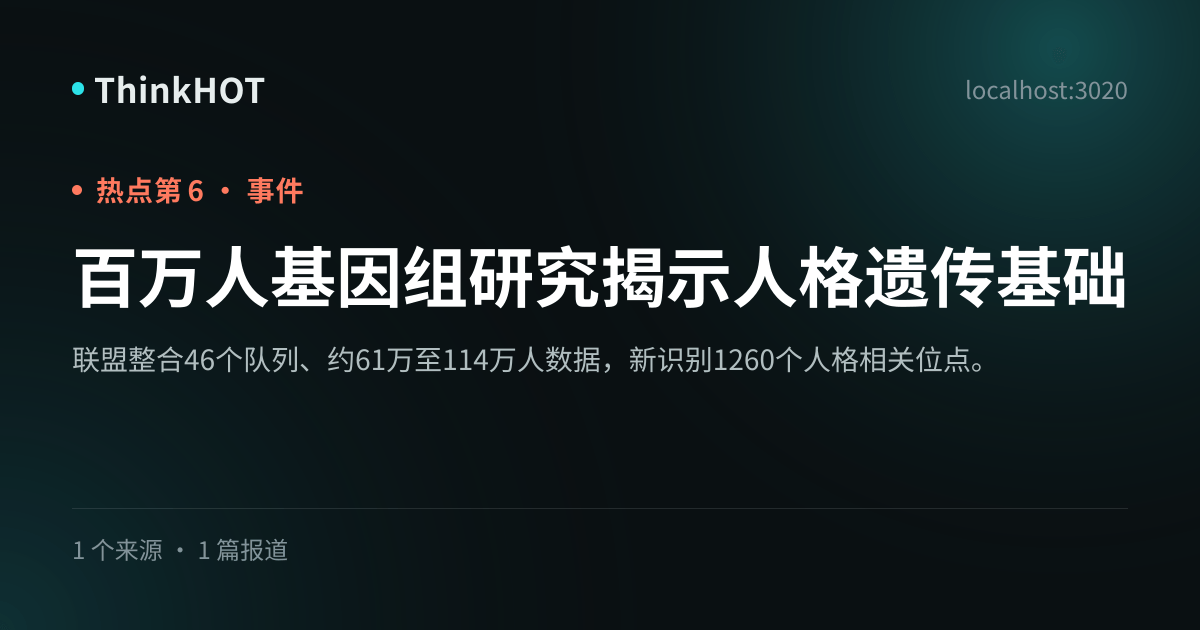 ThinkHOT
localhost:3020
热点第 6 · 事件
百万人基因组研究揭示人格遗传基础
联盟整合46个队列、约61万至114万人数据，新识别1260个人格相关位点。
1 个来源 · 1 篇报道